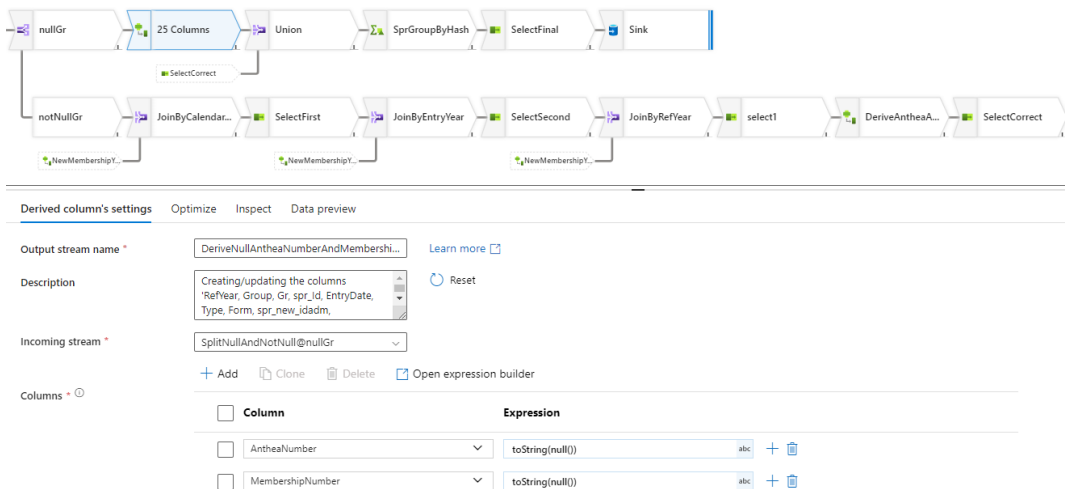 nullGr
25 Columns
Union
SprGroupByHash
SelectFinal
Sink
SelectCorrect
notNullGr
JoinByCalendar...
SelectFirst
JoinByEntryYear
SelectSecond
JoinByRefYear
select1
DeriveAntheaA...
SelectCorrect
NewMembershipY...
NewMembershipY...
NewMembershipY...
Derived column's settings
Optimize
Inspect
Data preview
Output stream name *
DeriveNullAntheaNumberAndMembershi...
Learn more
Description
Creating/updating the columns
'RefYear, Group, Gr, spr_Id, EntryDate,
Type, Form, spr_new_idadm,
Reset
Incoming stream *
SplitNullAndNotNull@nullGr
Add
Clone
Delete
Open expression builder
Columns *
Column
Expression
AntheaNumber
toString(null())
abc
MembershipNumber
toString(null())
abc